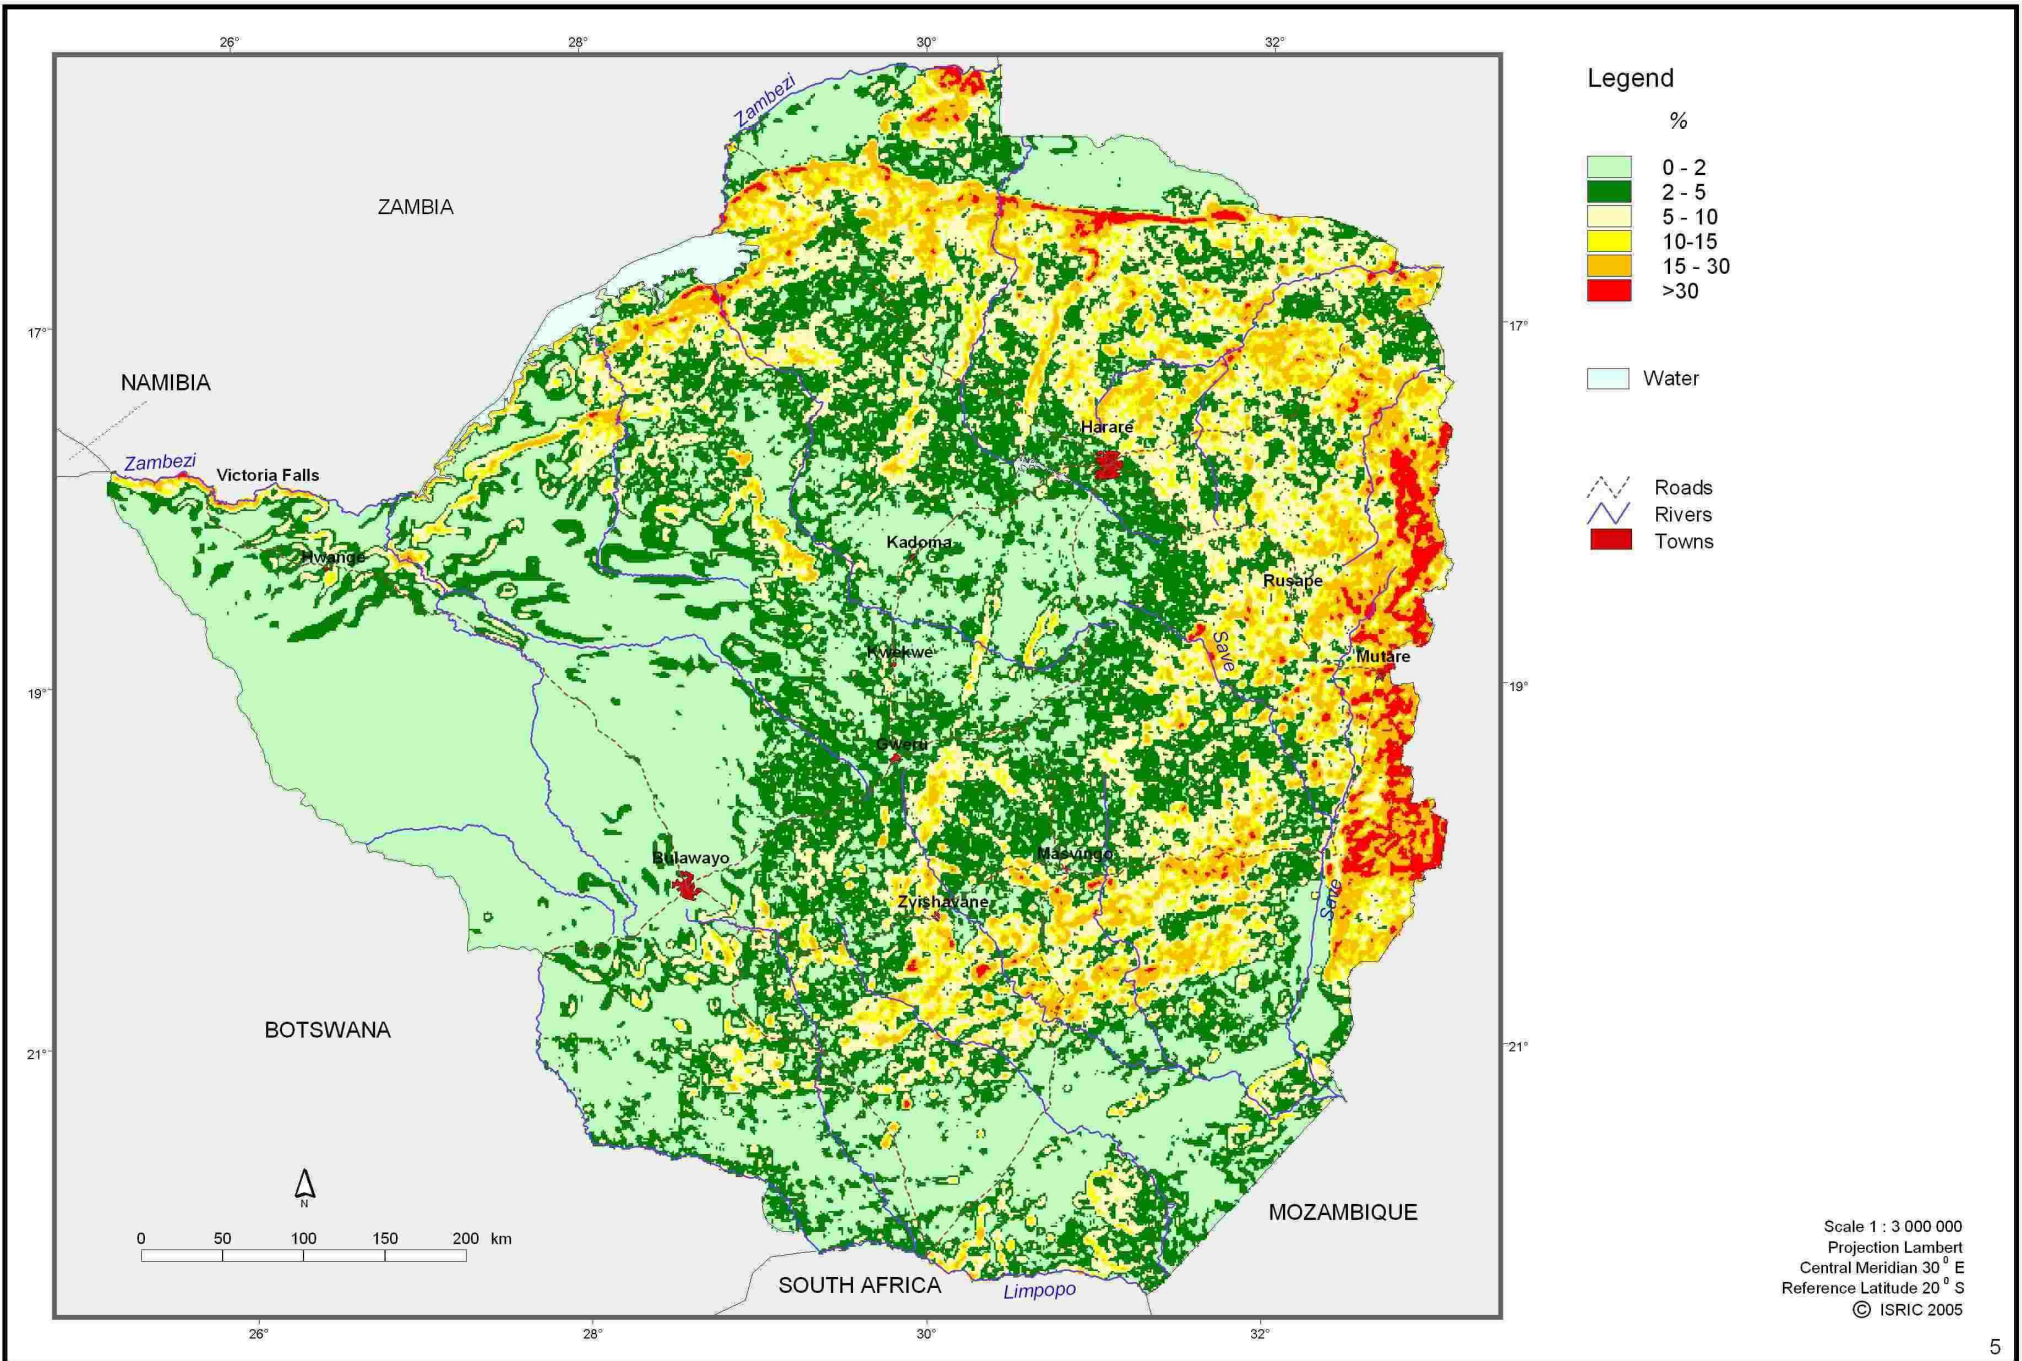 26° 28° 30° 32°
Legend
%
0 - 2
2 - 5
5 - 10
10-15
15 - 30
>30
Water
Roads
Rivers
Towns
Zambezi
ZAMBIA
17° 17°
NAMIBIA
Zambezi
Victoria Falls
Harare
Hwange
Kadoma
Rusape
Save
Kwekwe
Mutare
19° 19°
Gweru
Bulawayo
Masvingo
Zvishavane
Save
BOTSWANA
21° 21°
N
0 50 100 150 200 km
MOZAMBIQUE
SOUTH AFRICA
Limpopo
26° 28° 30° 32°
Scale 1 : 3 000 000
Projection Lambert
Central Meridian 30 0 E
Reference Latitude 20 0 S
© ISRIC 2005
5